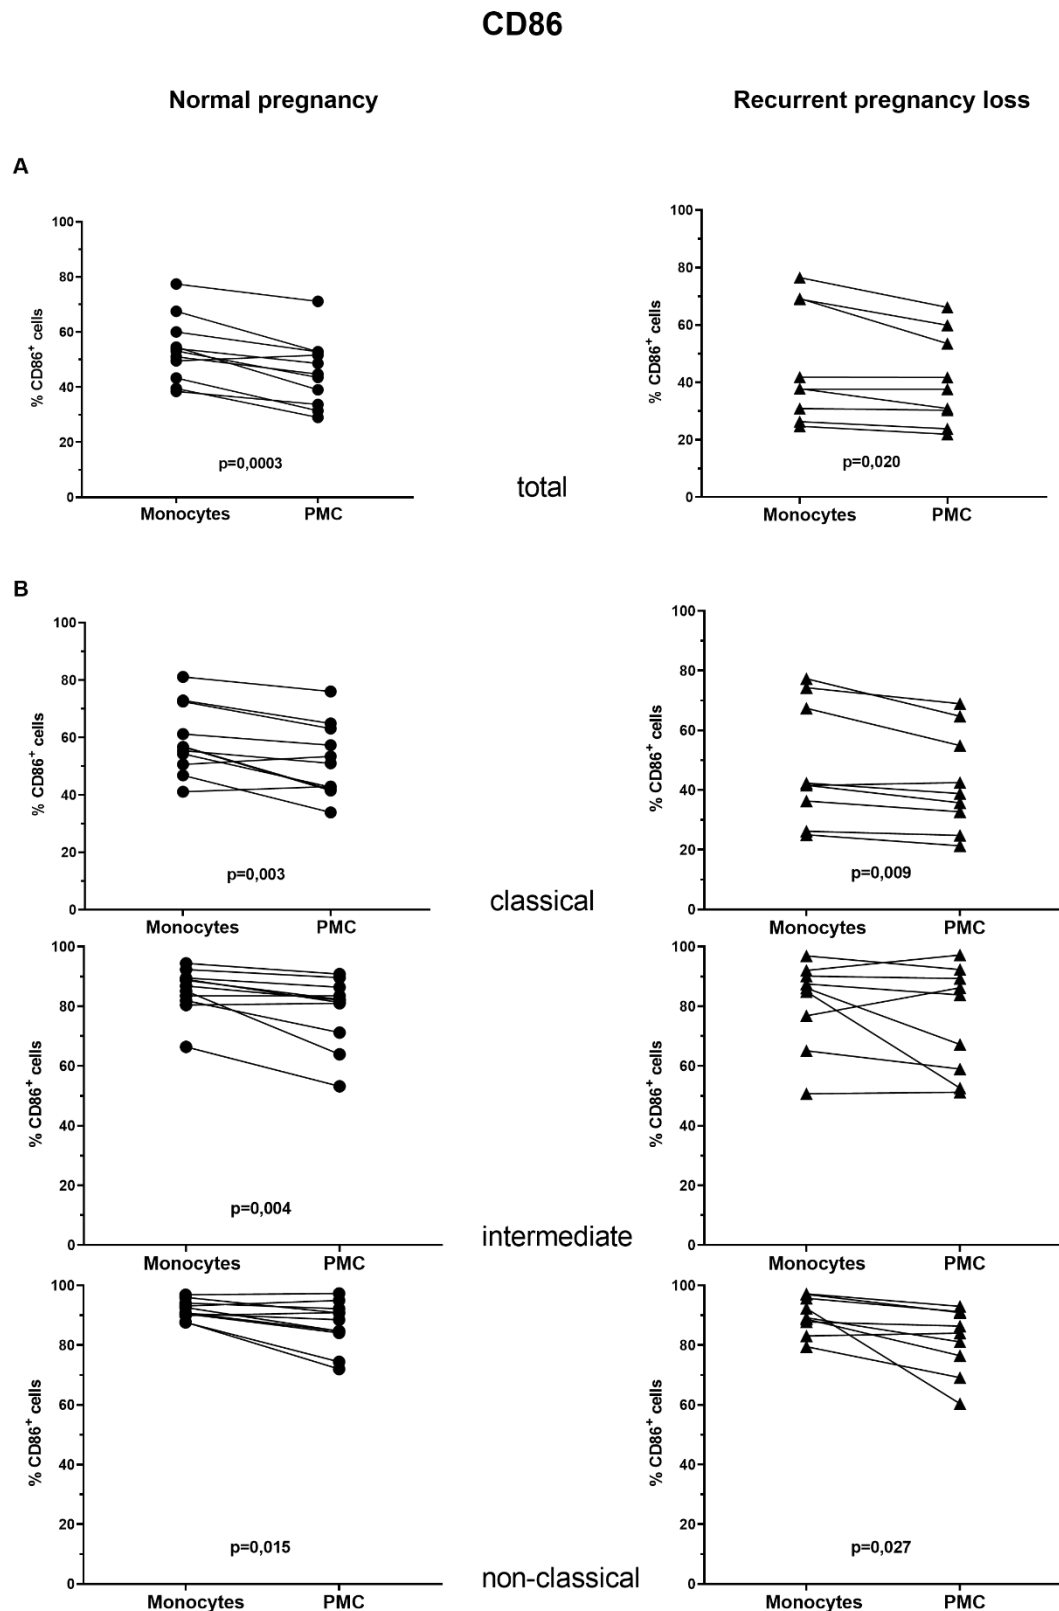 CD86
Normal pregnancy
Recurrent pregnancy loss
A
100
80
60
40
20
0
% CD86+ cells
p=0,0003
Monocytes PMC
total
100
80
60
40
20
0
% CD86+ cells
p=0,020
Monocytes PMC
B
100
80
60
40
20
0
% CD86+ cells
p=0,003
Monocytes PMC
classical
100
80
60
40
20
0
% CD86+ cells
p=0,009
Monocytes PMC
100
80
60
40
20
0
% CD86+ cells
p=0,004
Monocytes PMC
intermediate
100
80
60
40
20
0
% CD86+ cells
Monocytes PMC
100
80
60
40
20
0
% CD86+ cells
p=0,015
Monocytes PMC
non-classical
100
80
60
40
20
0
% CD86+ cells
p=0,027
Monocytes PMC